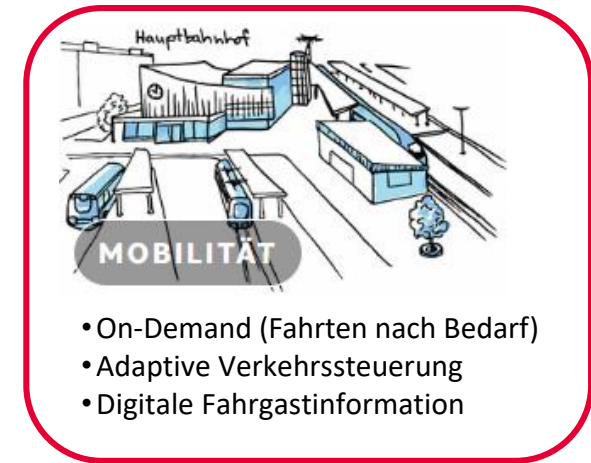 Hauptbahnhof
MOBILITÄT
• On-Demand (Fahrten nach Bedarf)
• Adaptive Verkehrssteuerung
• Digitale Fahrgastinformation